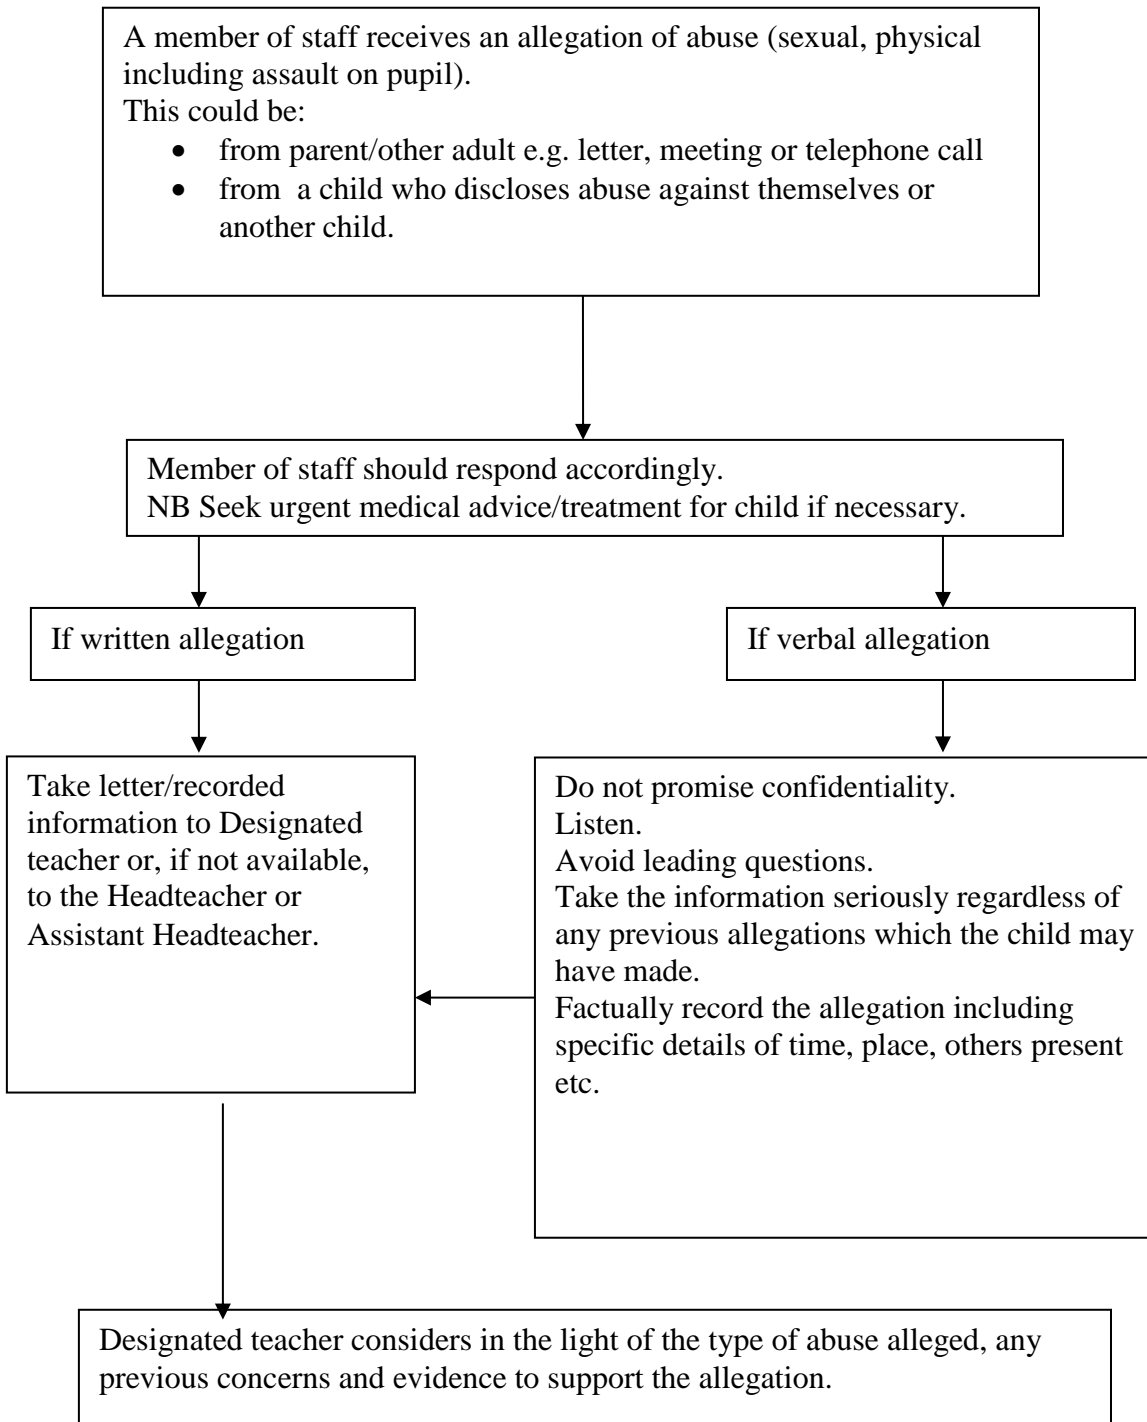 A member of staff receives an allegation of abuse (sexual, physical
including assault on pupil).
This could be:
• from parent/other adult e.g. letter, meeting or telephone call
• from  a child who discloses abuse against themselves or
another child.
Member of staff should respond accordingly.
NB Seek urgent medical advice/treatment for child if necessary.
If written allegation
If verbal allegation
Take letter/recorded
information to Designated
teacher or, if not available,
to the Headteacher or
Assistant Headteacher.
Do not promise confidentiality.
Listen.
Avoid leading questions.
Take the information seriously regardless of
any previous allegations which the child may
have made.
Factually record the allegation including
specific details of time, place, others present
etc.
Designated teacher considers in the light of the type of abuse alleged, any
previous concerns and evidence to support the allegation.